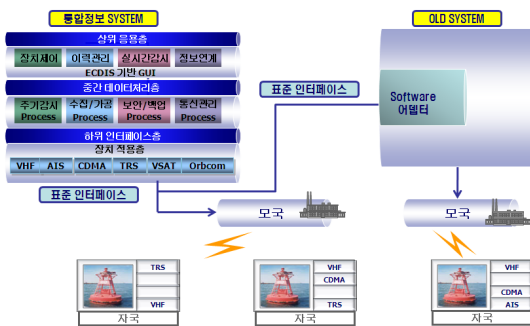 통합정보 SYSTEM
OLD SYSTEM
상위 응용층
장치제어 이력관리 실시간감시 정보연계
ECDIS 기반 GUI
중간 데이터처리층
주기감시 Process
수집/가공 Process
보안/백업 Process
통신관리 Process
하위 인터페이스층
장치 적용층
VHF AIS CDMA TRS VSAT Orbcom
표준 인터페이스
표준 인터페이스
Software
어댑터
모국
모국
TRS
VHF
자국
VHF
CDMA
TRS
자국
VHF
CDMA
AIS
자국